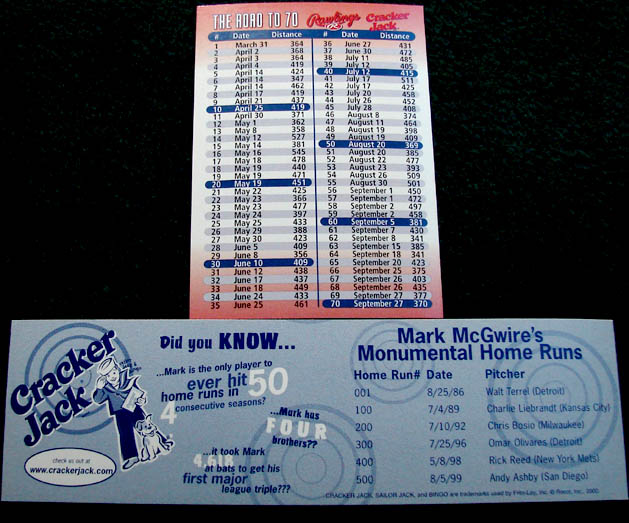 THE ROAD TO 70 Rawlings Cracker Jack
# Date Distance # Date Distance
1 March 31 364 36 June 27 431
2 April 2 368 37 June 30 472
3 April 3 364 38 July 11 485
4 April 4 419 39 July 12 405
5 April 14 424 40 July 12 415
6 April 14 347 41 July 17 511
7 April 14 462 42 July 17 425
8 April 17 419 43 July 20 458
9 April 21 437 44 July 26 452
10 April 25 419 45 July 28 408
11 April 30 371 46 August 8 374
12 May 1 362 47 August 11 464
13 May 8 358 48 August 19 398
14 May 12 527 49 August 19 409
15 May 14 381 50 August 20 369
16 May 16 545 51 August 20 385
17 May 18 478 52 August 22 477
18 May 19 440 53 August 23 393
19 May 19 471 54 August 26 509
20 May 19 451 55 August 30 501
21 May 22 425 56 September 1 450
22 May 23 366 57 September 1 472
23 May 23 477 58 September 2 497
24 May 24 397 59 September 2 458
25 May 25 433 60 September 5 381
26 May 29 388 61 September 7 430
27 May 30 423 62 September 8 341
28 June 5 409 63 September 15 385
29 June 8 356 64 September 18 341
30 June 10 409 65 September 20 423
31 June 12 438 66 September 25 375
32 June 17 437 67 September 26 403
33 June 18 449 68 September 26 435
34 June 24 433 69 September 27 377
35 June 25 461 70 September 27 370
Cracker
Jack
check us out at
www.crackerjack.com
Did you KNOW...
...Mark is the only player to
ever hit 50
home runs in
4 consecutive seasons?
...Mark has
FOUR
brothers??
...it took Mark
4,618
at bats to get his
first major
league triple???
Mark McGwire's
Monumental Home Runs
Home Run# Date Pitcher
001 8/25/86 Walt Terrel (Detroit)
100 7/4/89 Charlie Liebrandt (Kansas City)
200 7/10/92 Chris Bosio (Milwaukee)
300 7/25/96 Omar Olivares (Detroit)
400 5/8/98 Rick Reed (New York Mets)
500 8/5/99 Andy Ashby (San Diego)
CRACKER JACK, SAILOR JACK, and BINGO are trademarks used by Frito-Lay, Inc. © Recot, Inc., 2000.